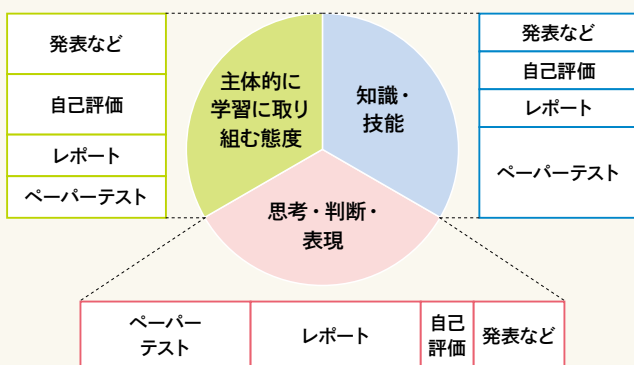 発表など
自己評価
レポート
ペーパーテスト
主体的に
学習に取り
組む態度
知識・
技能
思考・判断・
表現
発表など
自己評価
レポート
ペーパーテスト
ペーパー
テスト
レポート
自己
評価
発表など